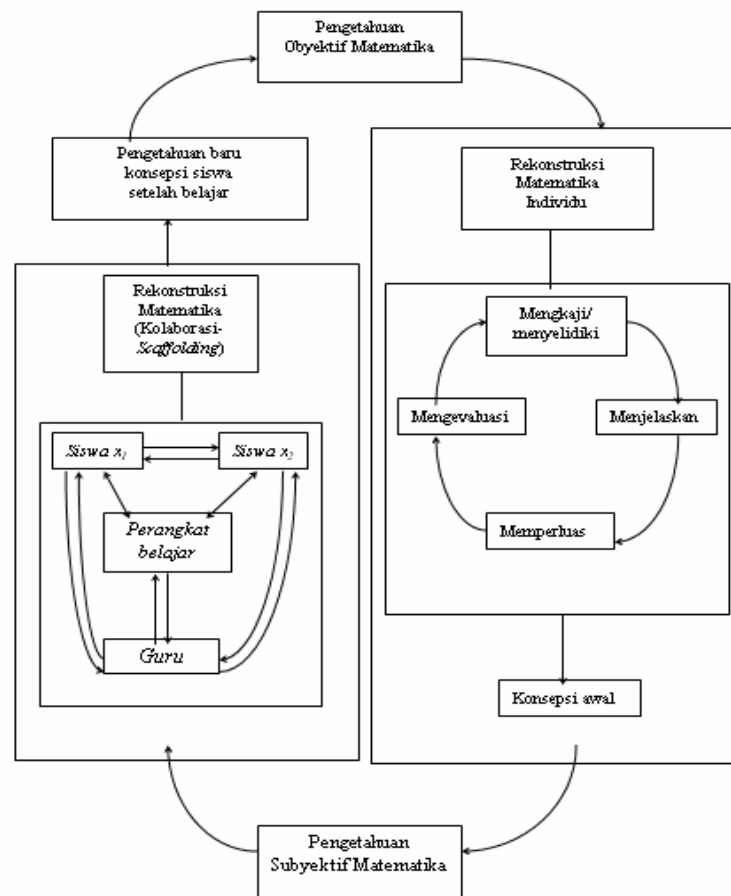 Pengetahuan
Obyektif Matematika
Pengetahuan baru
konsepsi siswa
setelah belajar
Rekonstruksi
Matematika
Individu
Rekonstruksi
Matematika
(Kolaborasi-
Scaffolding)
Mengkaji/
menyelidiki
Mengevaluasi
Menjelaskan
Memperluas
Siswa x₁
Siswa x₂
Perangkat
belajar
Guru
Konsepsi awal
Pengetahuan
Subyektif Matematika